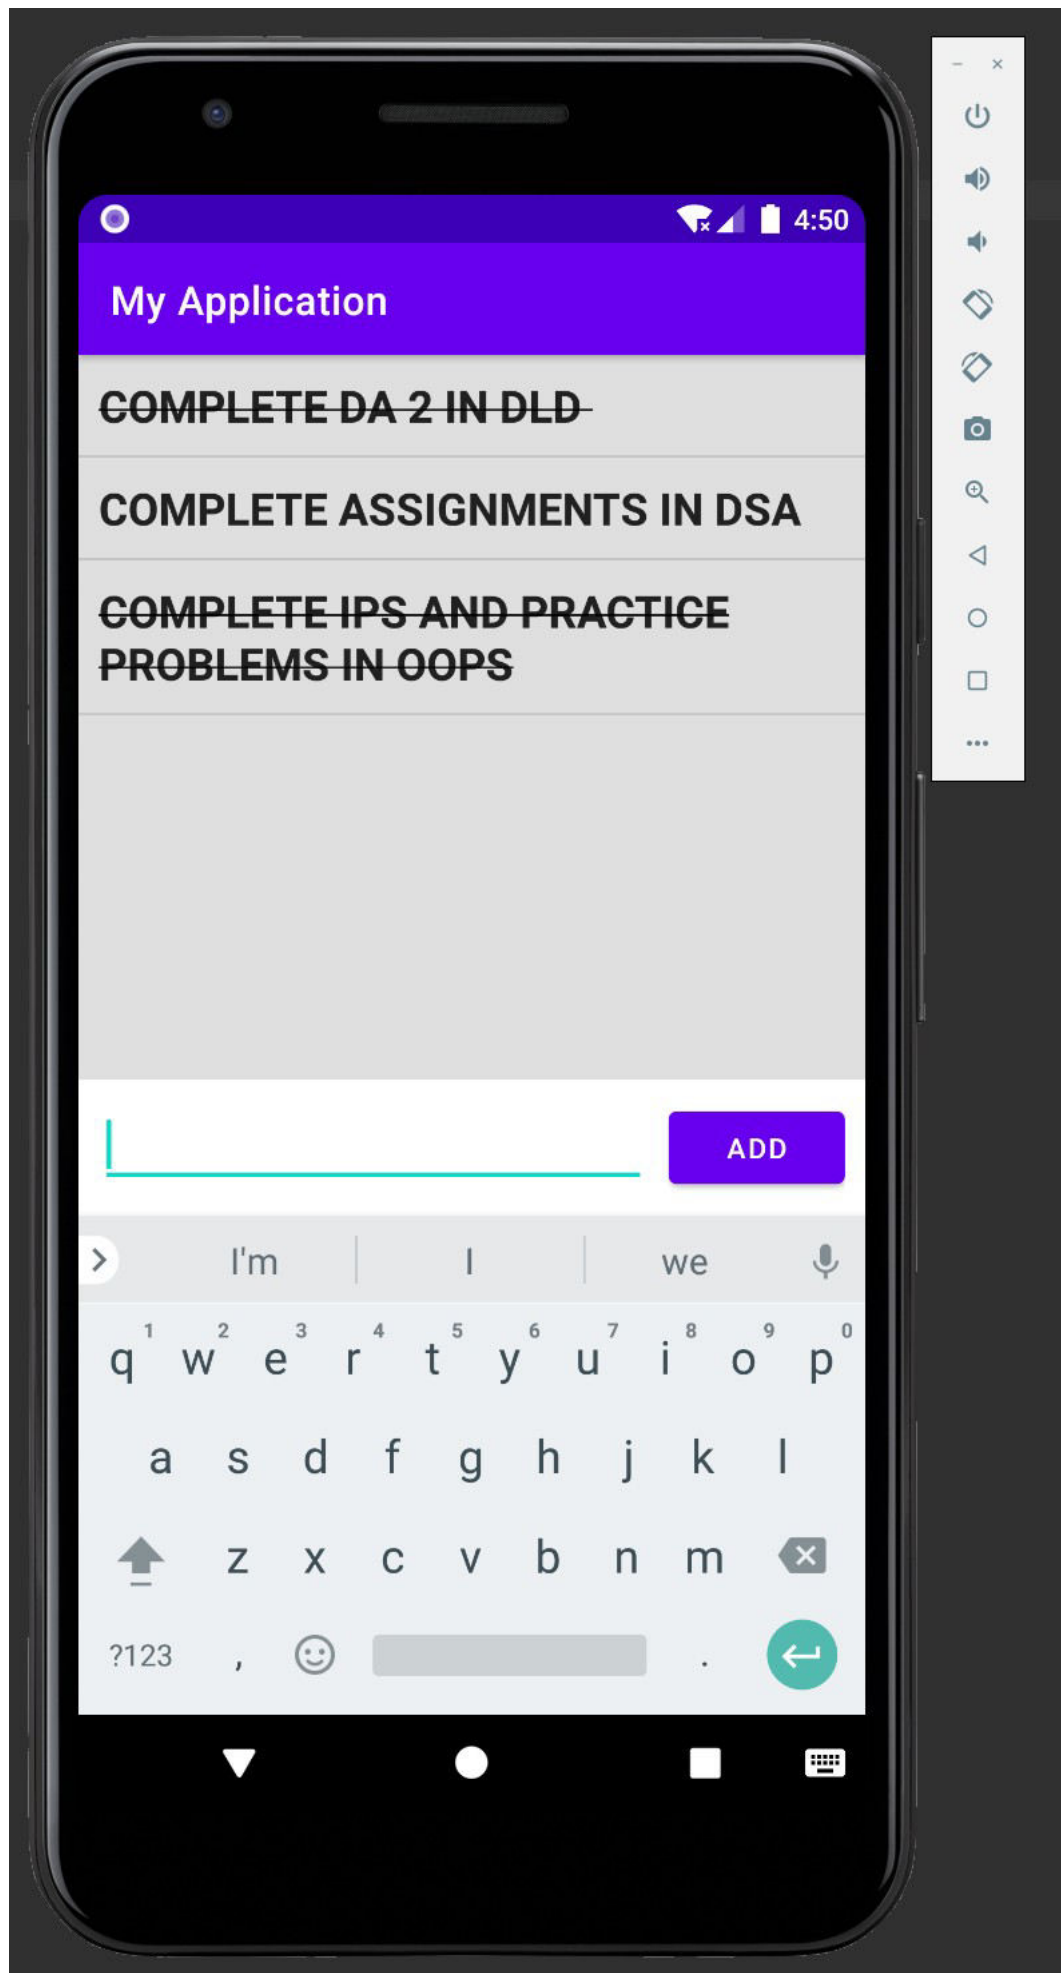 4:50
My Application
COMPLETE DA 2 IN DLD
COMPLETE ASSIGNMENTS IN DSA
COMPLETE IPS AND PRACTICE
PROBLEMS IN OOPS
ADD
I'm I we
1 2 3 4 5 6 7 8 9 0
q w e r t y u i o p
a s d f g h j k l
z x c v b n m
?123 , .